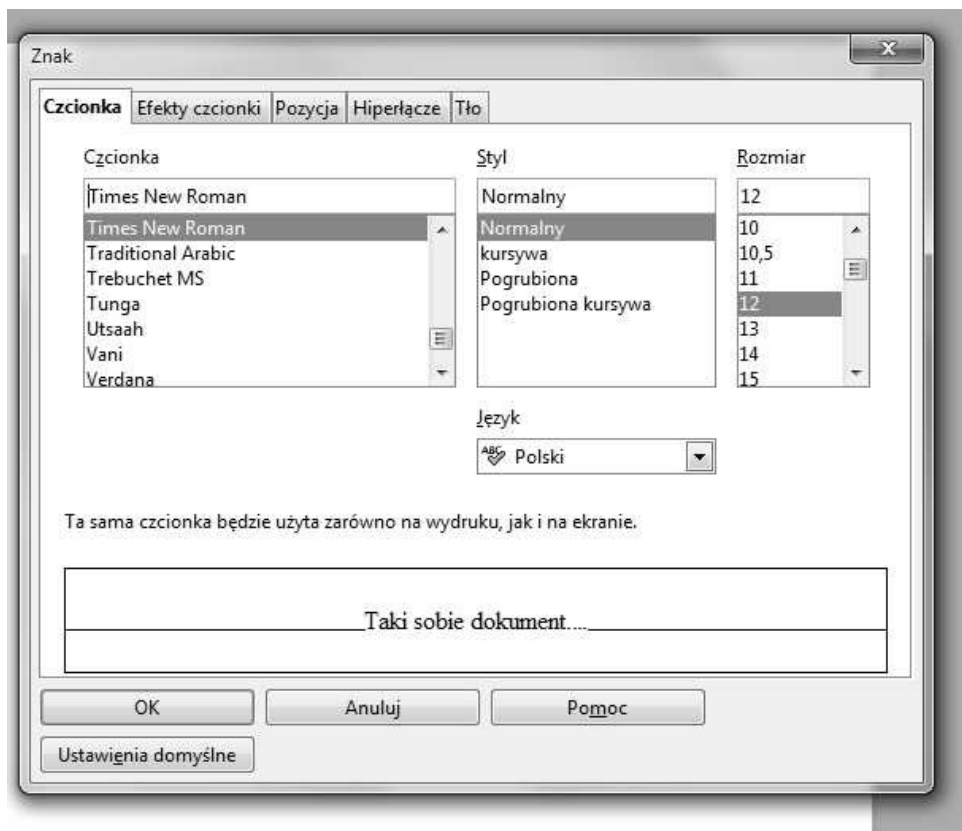 Znak
Czcionka Efekty czcionki Pozycja Hiperłącze Tło
Czcionka Styl Rozmiar
Times New Roman Normalny 12
Times New Roman Normalny 10
Traditional Arabic kursywa 10,5
Trebuchet MS Pogrubiona 11
Tunga Pogrubiona kursywa 12
Utsaah 13
Vani 14
Verdana 15
Język
ABC Polski
Ta sama czcionka będzie użyta zarówno na wydruku, jak i na ekranie.
Taki sobie dokument....
OK Anuluj Pomoc
Ustawienia domyślne